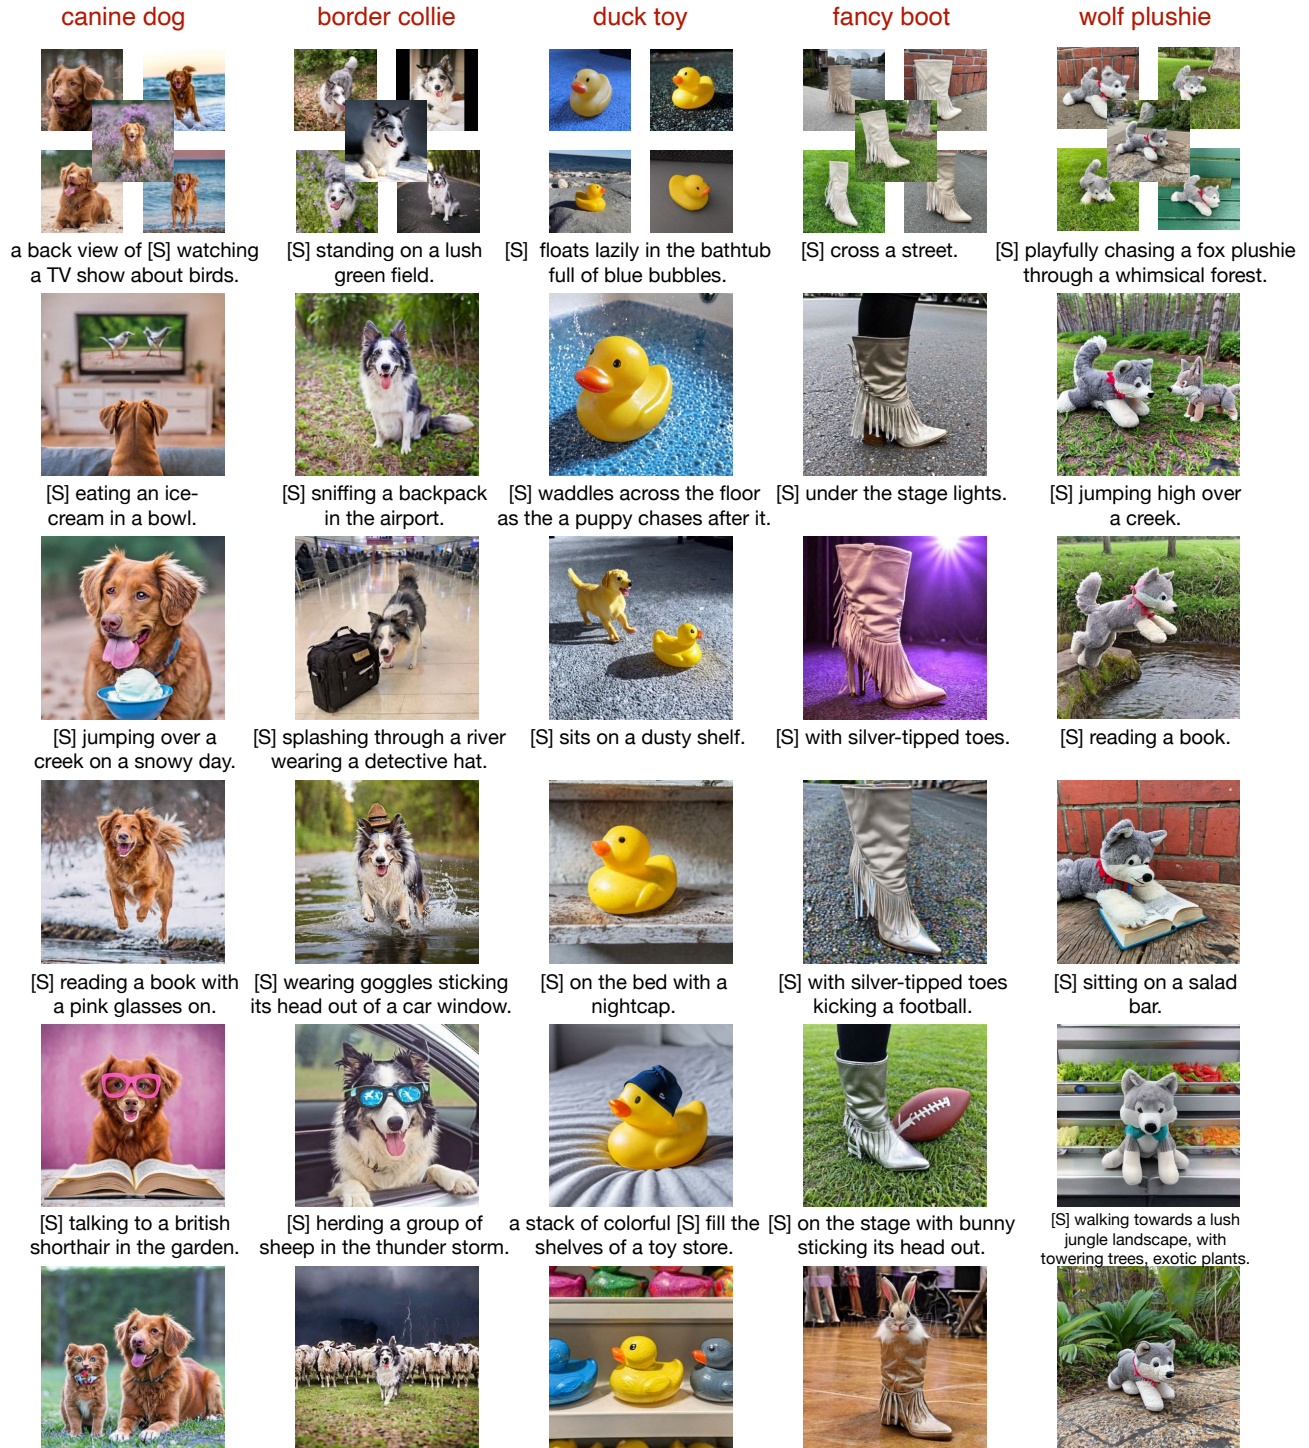 canine dog
border collie
duck toy
fancy boot
wolf plushie
a back view of [S] watching
a TV show about birds.
[S] standing on a lush
green field.
[S] floats lazily in the bathtub
full of blue bubbles.
[S] cross a street.
[S] playfully chasing a fox plushie
through a whimsical forest.
[S] eating an ice-
cream in a bowl.
[S] sniffing a backpack
in the airport.
[S] waddles across the floor
as the a puppy chases after it.
[S] under the stage lights.
[S] jumping high over
a creek.
[S] jumping over a
creek on a snowy day.
[S] splashing through a river
wearing a detective hat.
[S] sits on a dusty shelf.
[S] with silver-tipped toes.
[S] reading a book.
[S] reading a book with
a pink glasses on.
[S] wearing goggles sticking
its head out of a car window.
[S] on the bed with a
nightcap.
[S] with silver-tipped toes
kicking a football.
[S] sitting on a salad
bar.
[S] talking to a british
shorthair in the garden.
[S] herding a group of
sheep in the thunder storm.
a stack of colorful [S] fill the
shelves of a toy store.
[S] on the stage with bunny
sticking its head out.
[S] walking towards a lush
jungle landscape, with
towering trees, exotic plants.